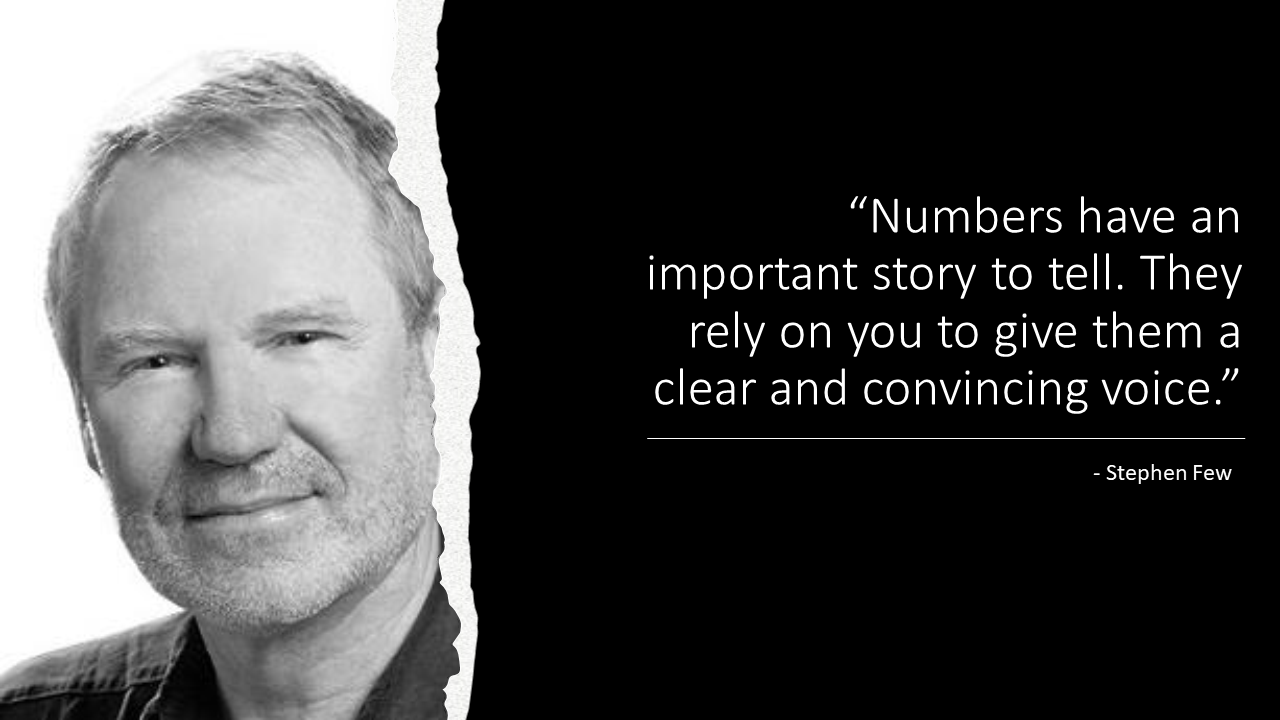 “Numbers have an
important story to tell. They
rely on you to give them a
clear and convincing voice.”
- Stephen Few